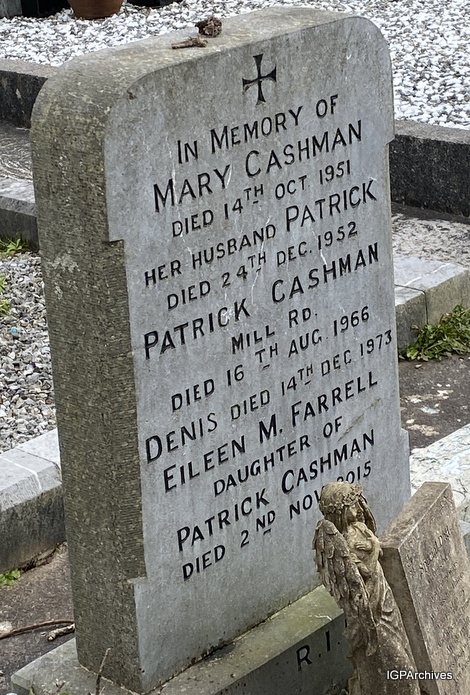 IN MEMORY OF
MARY CASHMAN
DIED 14TH OCT 1951
HER HUSBAND PATRICK
DIED 24TH DEC. 1952
PATRICK CASHMAN
MILL RD.
DIED 16TH AUG. 1966
DENIS DIED 14TH DEC 1973
EILEEN M. FARRELL
DAUGHTER OF
PATRICK CASHMAN
DIED 2ND NOV 2015
R.I.
IGPArchives